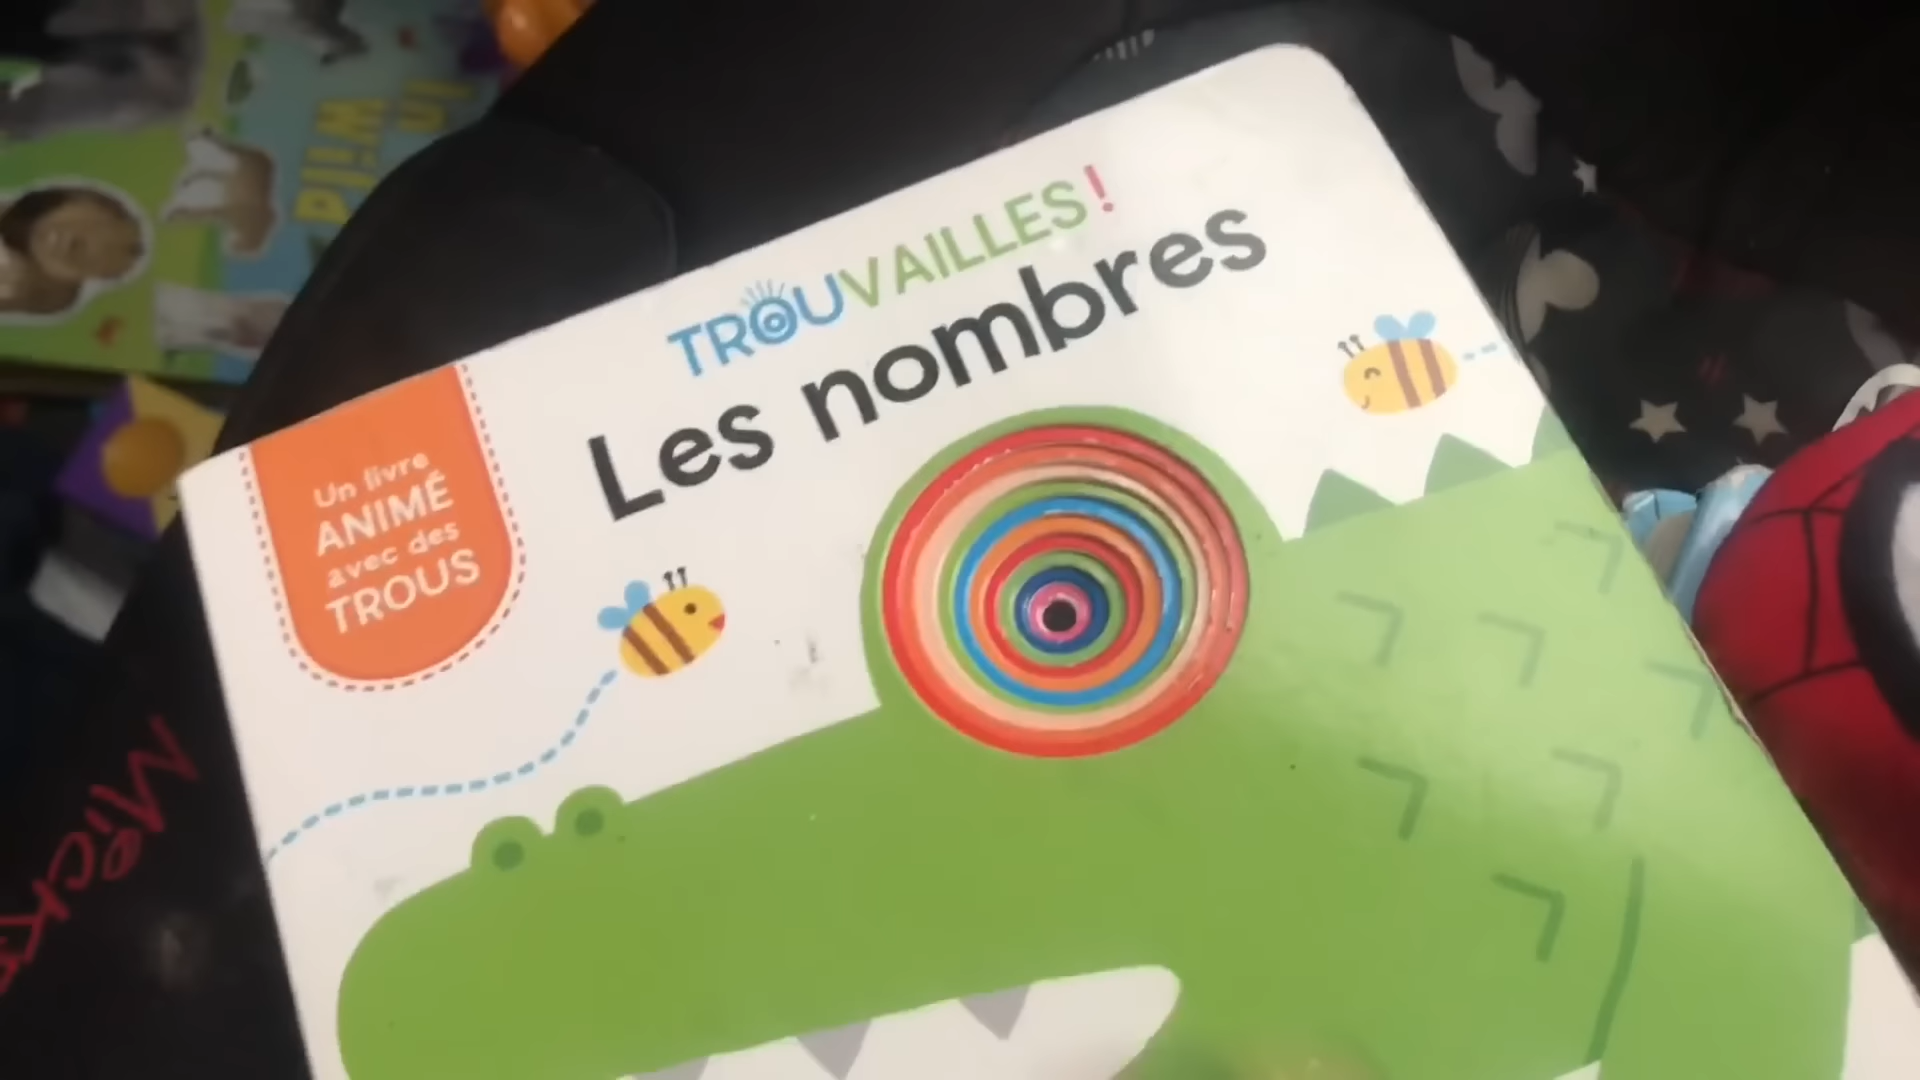 TROUVAILLES!
Les nombres
Un livre
ANIMÉ
avec des
TROUS